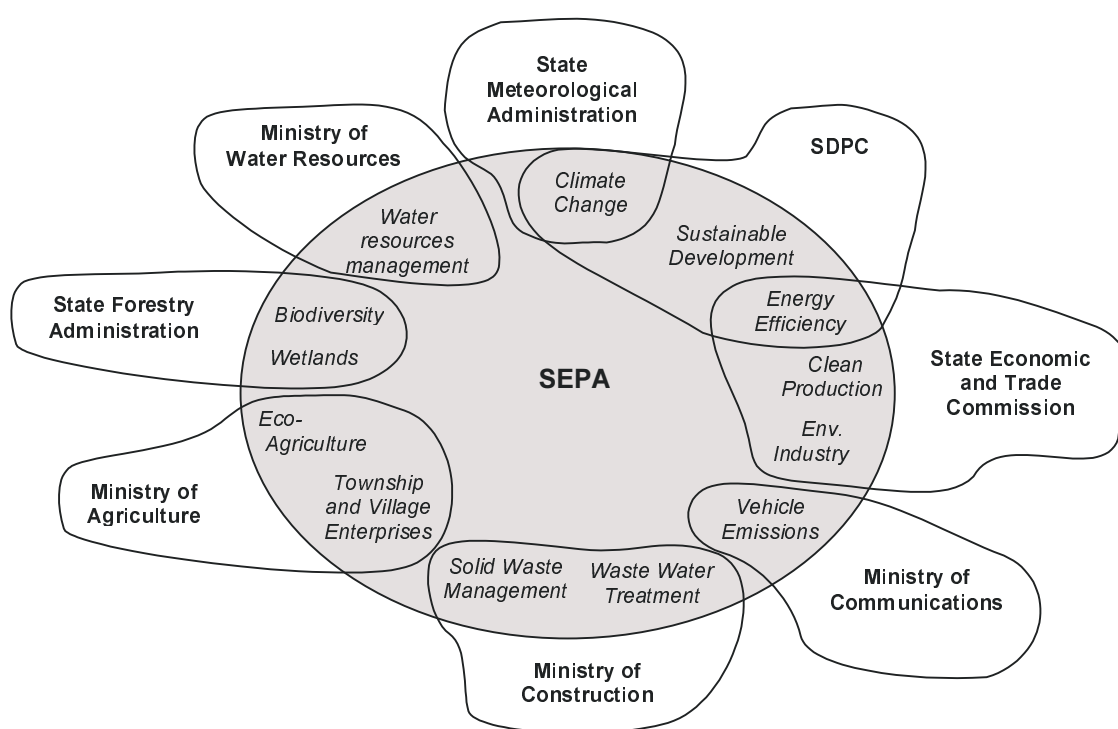 State
Meteorological
Administration
Ministry of
Water Resources
SDPC
Climate
Change
Water
resources
management
Sustainable
Development
State Forestry
Administration
Biodiversity
Wetlands
Energy
Efficiency
SEPA
Clean
Production
State Economic
and Trade
Commission
Env.
Industry
Eco-
Agriculture
Ministry of
Agriculture
Township
and Village
Enterprises
Vehicle
Emissions
Solid Waste
Management
Waste Water
Treatment
Ministry of
Communications
Ministry of
Construction